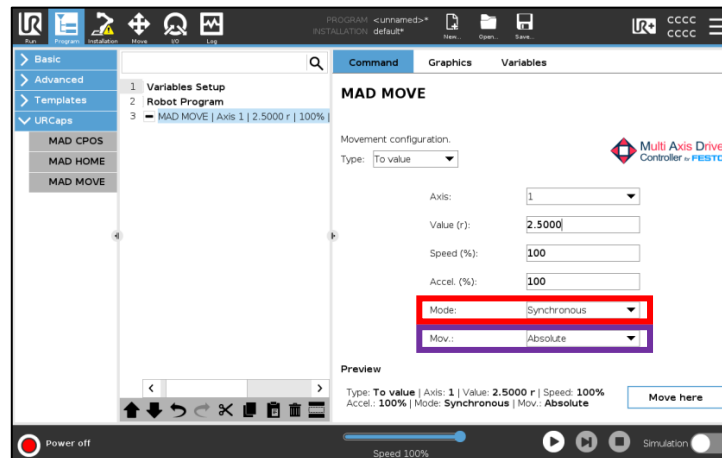 PROGRAM <unnamed>*
INSTALLATION default*
UR
Run
Program
Installation
Move
I/O
Log
New...
Open...
Save...
UR+
CCCC
CCCC
Basic
Advanced
Templates
URCaps
MAD CPOS
MAD HOME
MAD MOVE
1 Variables Setup
2 Robot Program
3 MAD MOVE | Axis 1 | 2.5000 r | 100% |
Command Graphics Variables
MAD MOVE
Movement configuration.
Type: To value
Multi Axis Drive
Controller by FESTO
Axis: 1
Value (r): 2.5000
Speed (%): 100
Accel. (%): 100
Mode: Synchronous
Mov.: Absolute
Preview
Type: To value | Axis: 1 | Value: 2.5000 r | Speed: 100%
Accel.: 100% | Mode: Synchronous | Mov.: Absolute
Move here
Power off
Speed 100%
Simulation